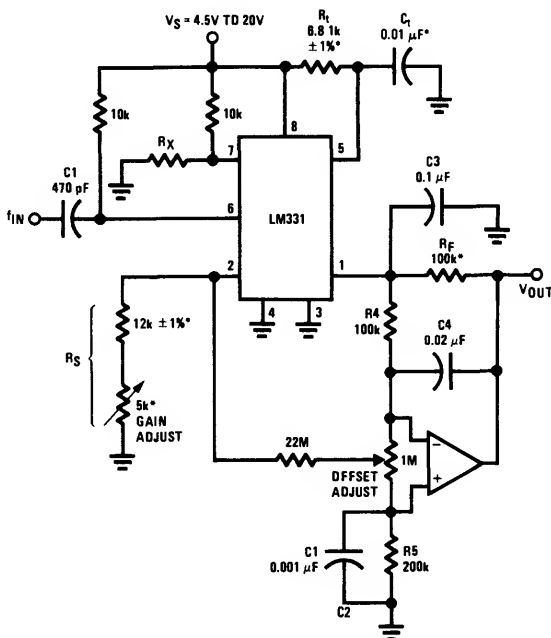 VS = 4.5V TD 20V
Rt
6.8 1k
± 1%*
Ct
0.01 µF*
10k
10k
RX
C1
470 pF
fIN
8
7
5
6
LM331
2
1
4
3
C3
0.1 µF
RF
100k*
VOUT
R4
100k
C4
0.02 µF
12k ± 1%*
RS
5k*
GAIN
ADJUST
22M
DFFSET
ADJUST
1M
−
+
C1
0.001 µF
R5
200k
C2